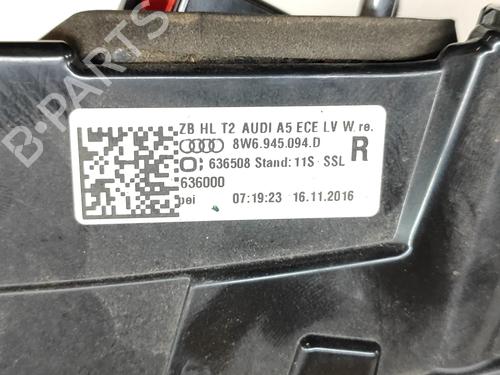 ZB HL T2 AUDI A5 ECE LV W. re.
8W6.945.094.D
R
636508 Stand: 11S SSL
636000
bei 07:19:23 16.11.2016
B-PARTS